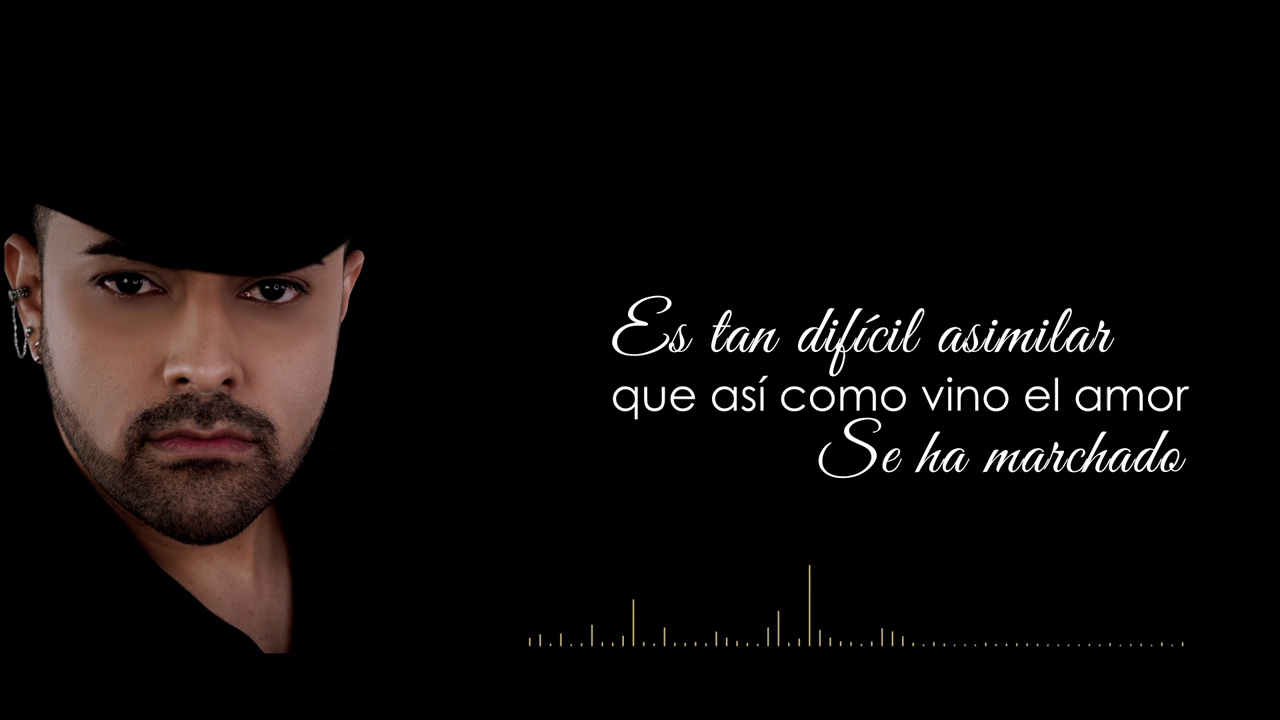 Es tan difícil asimilar
que así como vino el amor
Se ha marchado